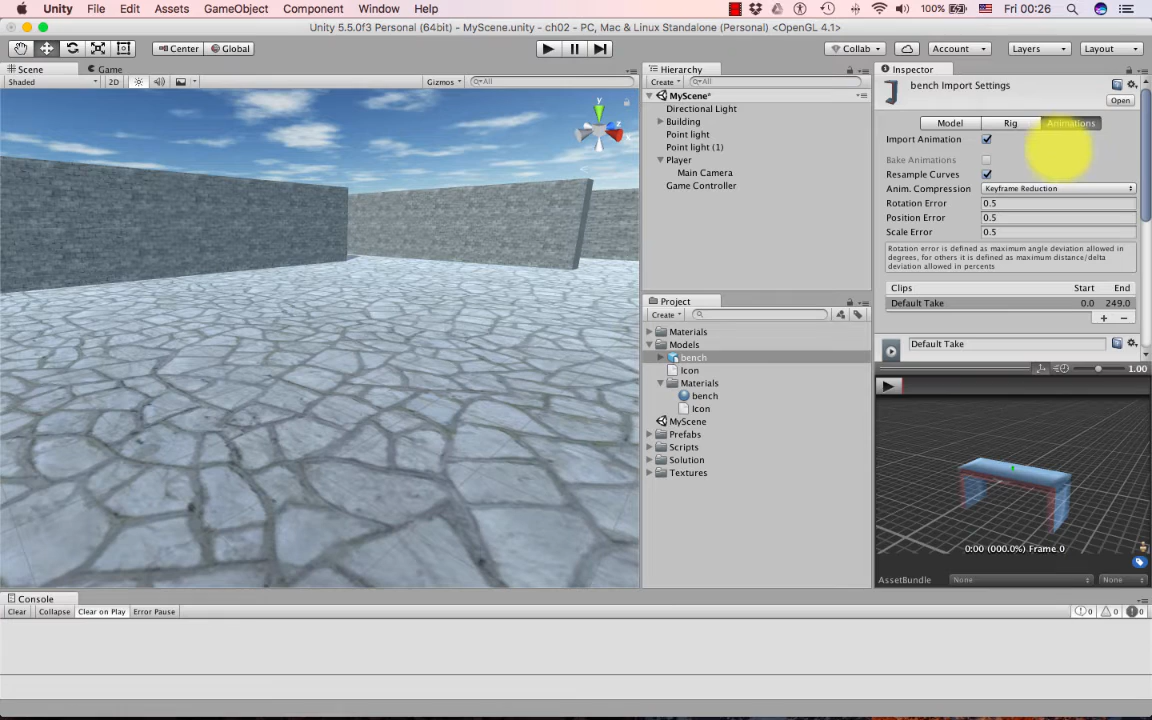 Unity File Edit Assets GameObject Component Window Help 100% Fri 00:26
Unity 5.5.0f3 Personal (64bit) - MyScene.unity - ch02 - PC, Mac & Linux Standalone (Personal) <OpenGL 4.1>
Center Global Collab Account Layers Layout
Scene Game
Shaded 2D Gizmos All
y
x
z
Hierarchy
Create All
MyScene*
Directional Light
Building
Point light
Point light (1)
Player
Main Camera
Game Controller
Project
Create
Materials
Models
bench
Icon
Materials
bench
Icon
MyScene
Prefabs
Scripts
Solution
Textures
Inspector
bench Import Settings
Open
Model Rig Animations
Import Animation
Bake Animations
Resample Curves
Anim. Compression Keyframe Reduction
Rotation Error 0.5
Position Error 0.5
Scale Error 0.5
Rotation error is defined as maximum angle deviation allowed in
degrees, for others it is defined as maximum distance/delta
deviation allowed in percents
Clips Start End
Default Take 0.0 249.0
+ −
Default Take
1.00
0:00 (000.0%) Frame 0
AssetBundle None None
Console
Clear Collapse Clear on Play Error Pause 0 0 0